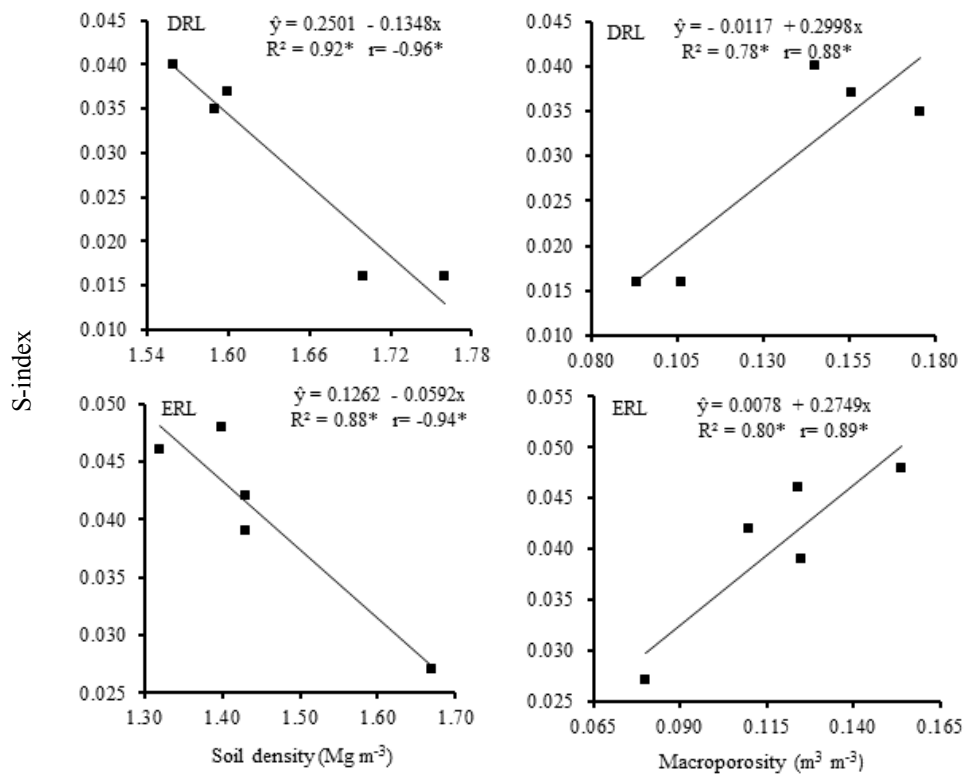 S-index
0.045
0.040
0.035
0.030
0.025
0.020
0.015
0.010
1.54 1.60 1.66 1.72 1.78
DRL
ŷ = 0.2501 - 0.1348x
R² = 0.92* r= -0.96*
0.045
0.040
0.035
0.030
0.025
0.020
0.015
0.010
0.080 0.105 0.130 0.155 0.180
DRL
ŷ = - 0.0117 + 0.2998x
R² = 0.78* r= 0.88*
0.050
0.045
0.040
0.035
0.030
0.025
1.30 1.40 1.50 1.60 1.70
ERL
ŷ = 0.1262 - 0.0592x
R² = 0.88* r= -0.94*
Soil density (Mg m⁻³)
0.055
0.050
0.045
0.040
0.035
0.030
0.025
0.065 0.090 0.115 0.140 0.165
ERL
ŷ = 0.0078 + 0.2749x
R² = 0.80* r= 0.89*
Macroporosity (m³ m⁻³)